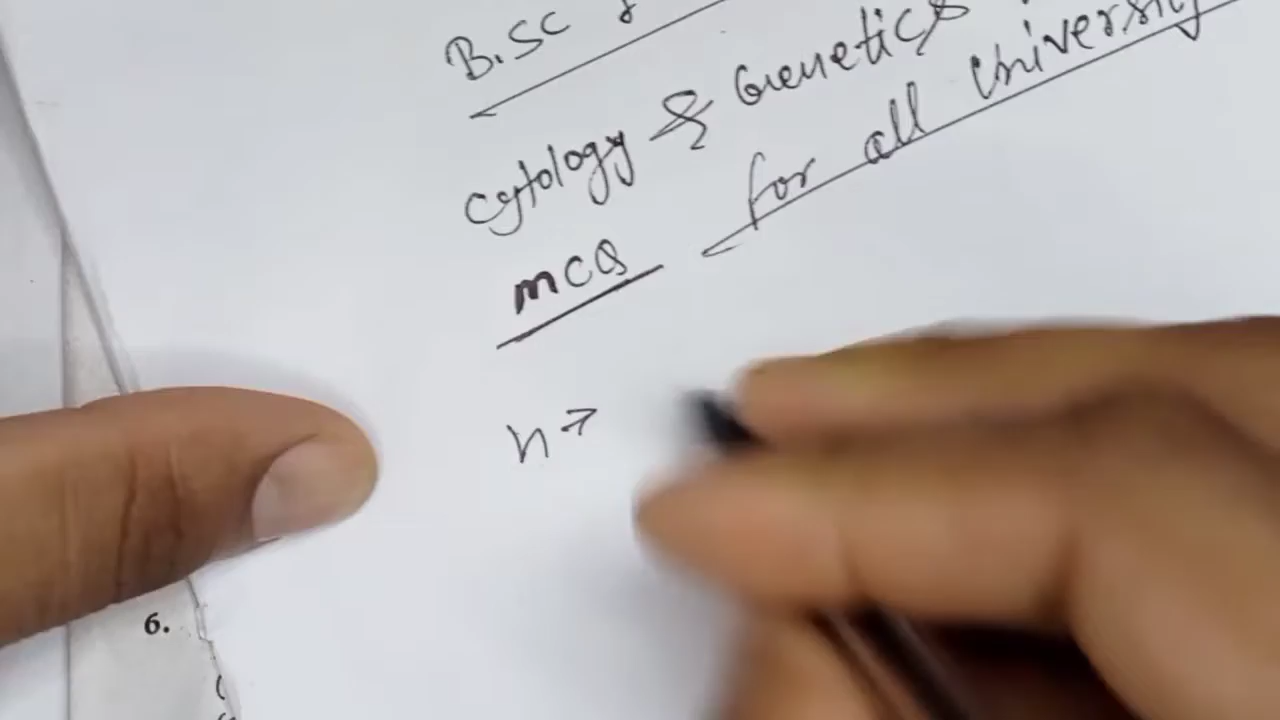 B.SC
Cytology & Genetics
MCQ for all University
n →
6.